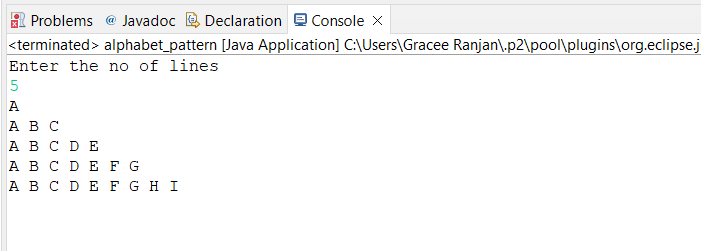 Problems @ Javadoc Declaration Console
<terminated> alphabet_pattern [Java Application] C:\Users\Gracee Ranjan\.p2\pool\plugins\org.eclipse.j
Enter the no of lines
5
A
A B C
A B C D E
A B C D E F G
A B C D E F G H I